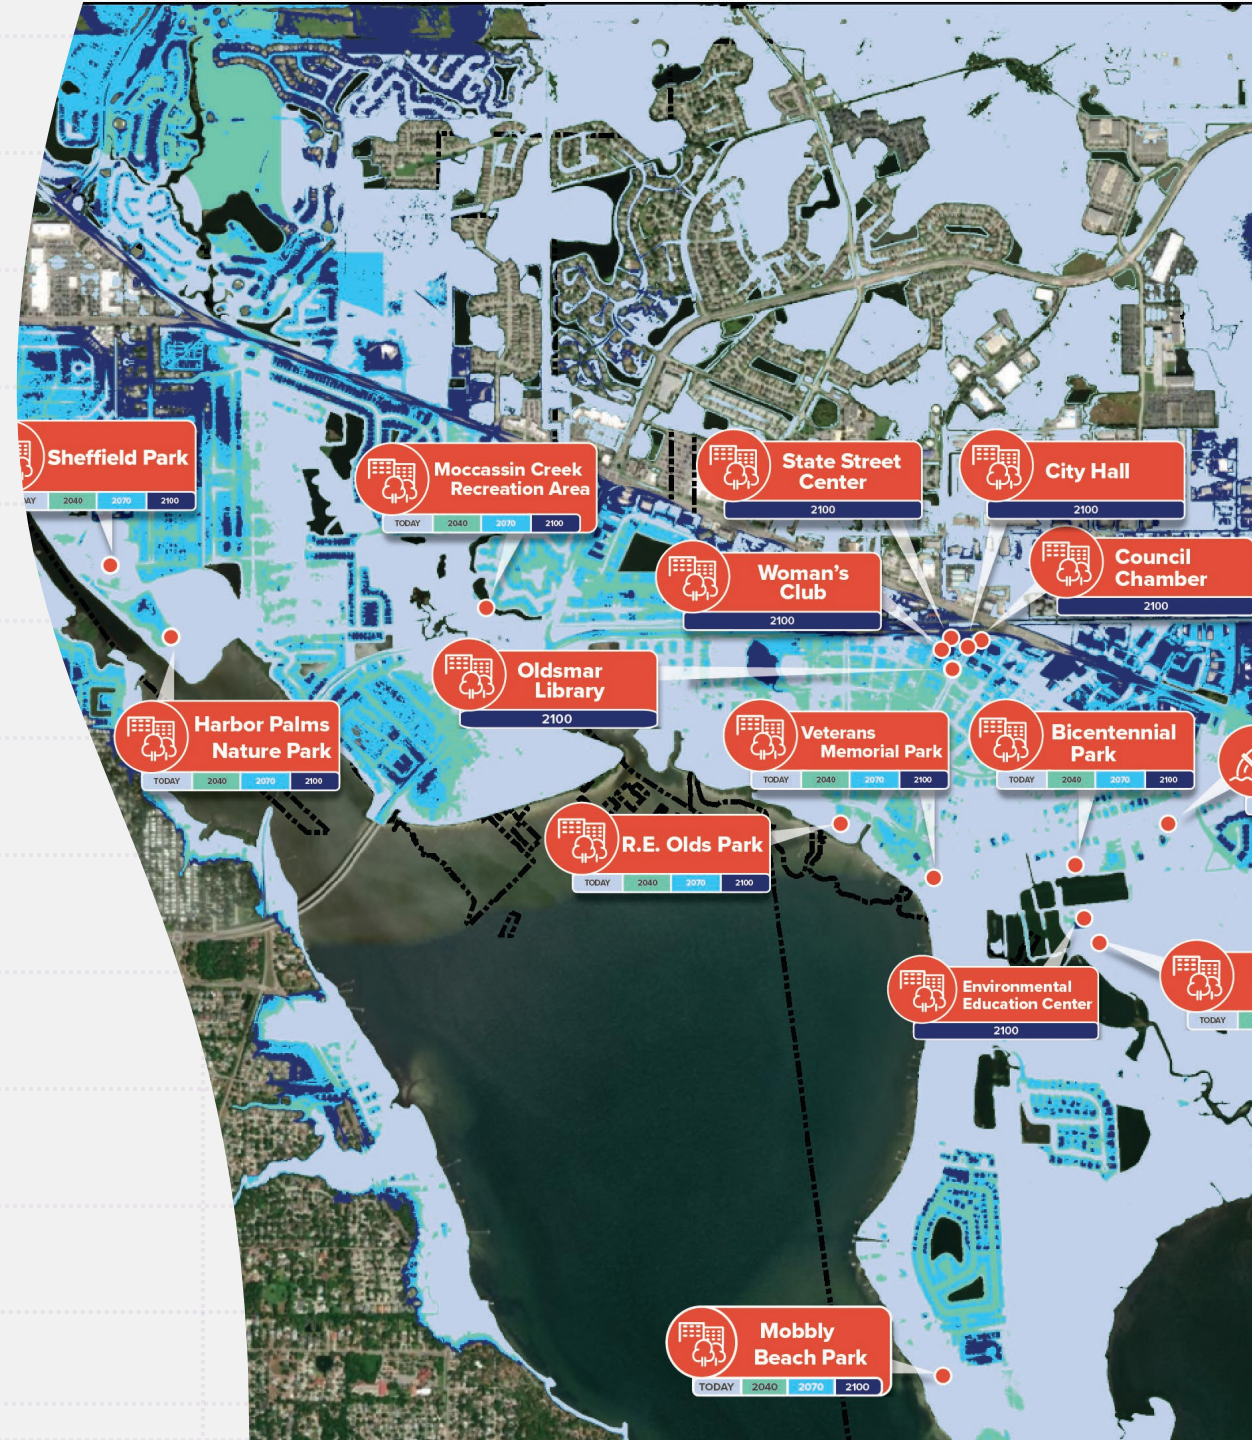 Sheffield Park
2040 2070 2100
Moccassin Creek
Recreation Area
TODAY 2040 2070 2100
State Street
Center
2100
City Hall
2100
Woman's
Club
2100
Council
Chamber
2100
Oldsmar
Library
2100
Harbor Palms
Nature Park
TODAY 2040 2070 2100
Veterans
Memorial Park
TODAY 2040 2070 2100
Bicentennial
Park
TODAY 2040 2070 2100
R.E. Olds Park
TODAY 2040 2070 2100
Environmental
Education Center
2100
TODAY
Mobbly
Beach Park
TODAY 2040 2070 2100